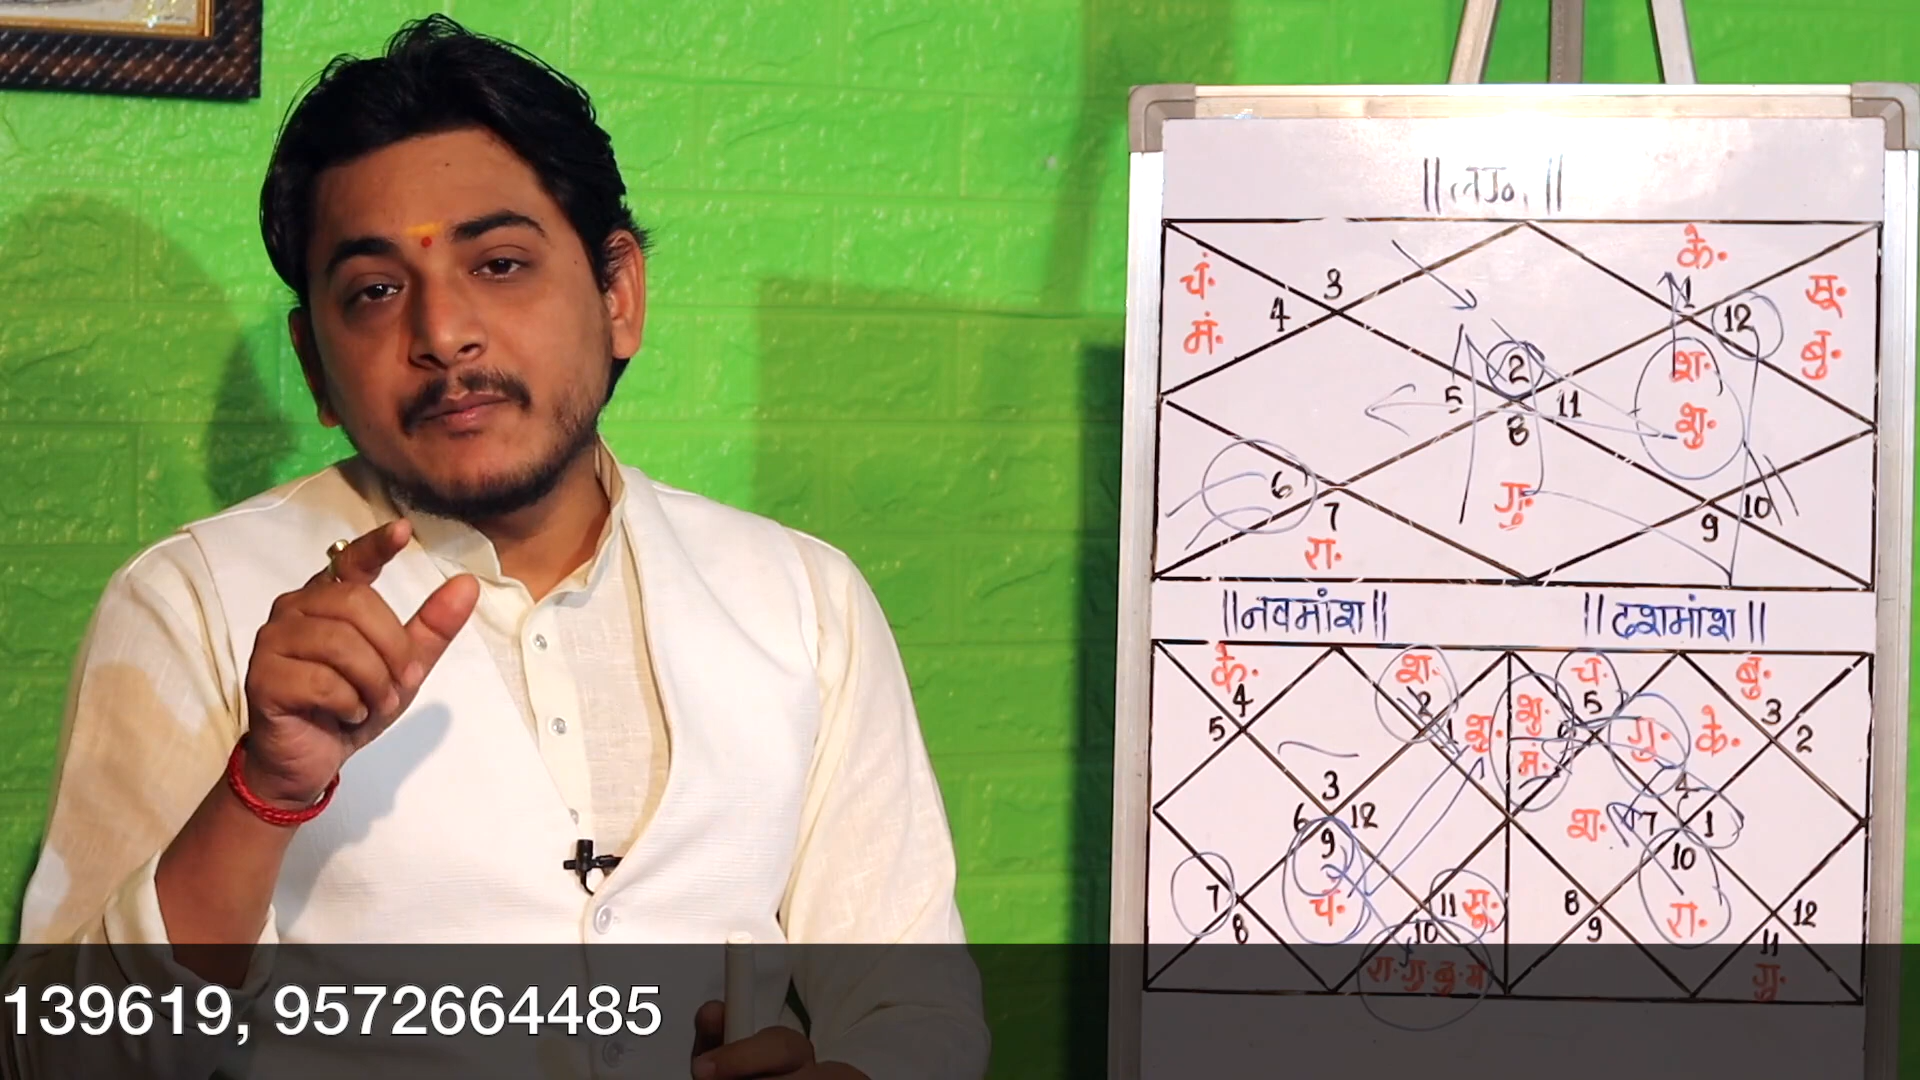 || लग्न ||
के.
चं.
3
1
सू.
4
12
मं.
बु.
श.
2
5
11
शु.
8
6
गु.
10
7
9
रा.
||नवमांश||
||दशमांश||
के.
श.
चं.
बु.
4
2
5
शु.
3
5
1
शु.
6
गु.
के.
2
मं.
3
4
6
12
श.
7
1
9
10
7
चं.
11
सू.
8
रा.
12
8
10
9
11
रा. गु. बु. मं
139619, 9572664485